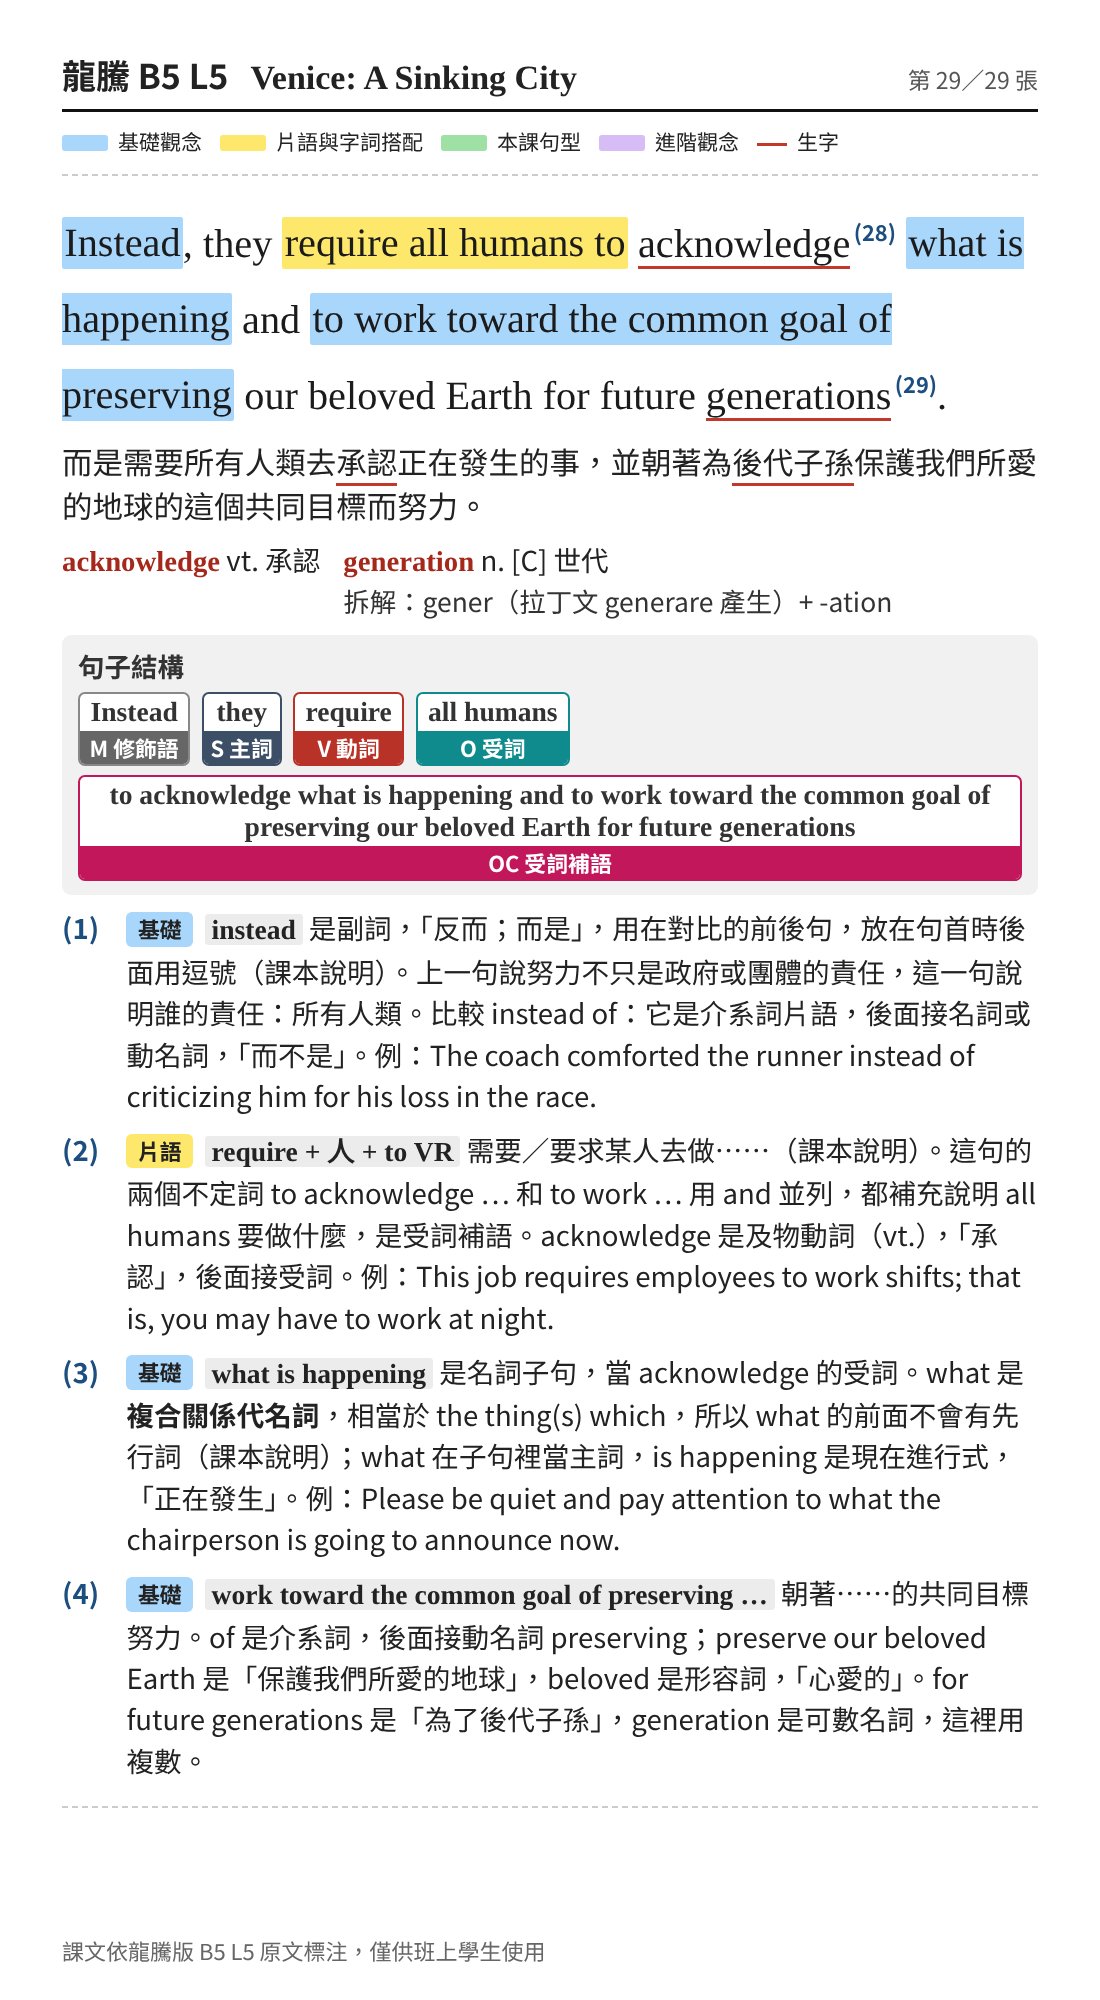 龍騰 B5 L5 Venice: A Sinking City 第 29／29 張
基礎觀念 片語與字詞搭配 本課句型 進階觀念 生字
Instead, they require all humans to acknowledge(28) what is
happening and to work toward the common goal of
preserving our beloved Earth for future generations(29).
而是需要所有人類去承認正在發生的事，並朝著為後代子孫保護我們所愛
的地球的這個共同目標而努力。
acknowledge vt. 承認 generation n. [C] 世代
拆解：gener（拉丁文 generare 產生）+ -ation
句子結構
Instead they require all humans
M 修飾語 S 主詞 V 動詞 O 受詞
to acknowledge what is happening and to work toward the common goal of
preserving our beloved Earth for future generations
OC 受詞補語
(1) 基礎 instead 是副詞，「反而；而是」，用在對比的前後句，放在句首時後
面用逗號（課本說明）。上一句說努力不只是政府或團體的責任，這一句說
明誰的責任：所有人類。比較 instead of：它是介系詞片語，後面接名詞或
動名詞，「而不是」。例：The coach comforted the runner instead of
criticizing him for his loss in the race.
(2) 片語 require + 人 + to VR 需要／要求某人去做……（課本說明）。這句的
兩個不定詞 to acknowledge … 和 to work … 用 and 並列，都補充說明 all
humans 要做什麼，是受詞補語。acknowledge 是及物動詞（vt.），「承
認」，後面接受詞。例：This job requires employees to work shifts; that
is, you may have to work at night.
(3) 基礎 what is happening 是名詞子句，當 acknowledge 的受詞。what 是
複合關係代名詞，相當於 the thing(s) which，所以 what 的前面不會有先
行詞（課本說明）；what 在子句裡當主詞，is happening 是現在進行式，
「正在發生」。例：Please be quiet and pay attention to what the
chairperson is going to announce now.
(4) 基礎 work toward the common goal of preserving … 朝著……的共同目標
努力。of 是介系詞，後面接動名詞 preserving；preserve our beloved
Earth 是「保護我們所愛的地球」，beloved 是形容詞，「心愛的」。for
future generations 是「為了後代子孫」，generation 是可數名詞，這裡用
複數。
課文依龍騰版 B5 L5 原文標注，僅供班上學生使用